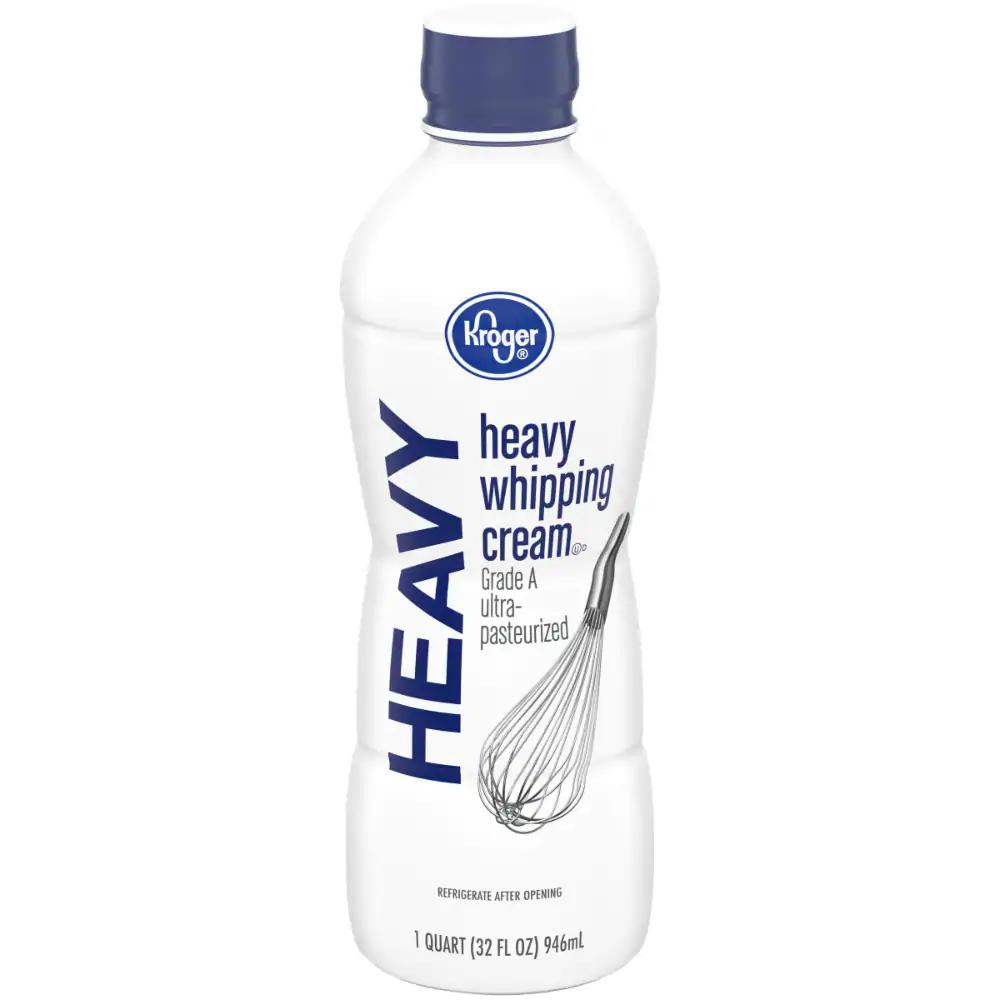 Kroger®
HEAVY
heavy
whipping
cream
Ⓤ D
Grade A
ultra-
pasteurized
REFRIGERATE AFTER OPENING
1 QUART (32 FL OZ) 946mL